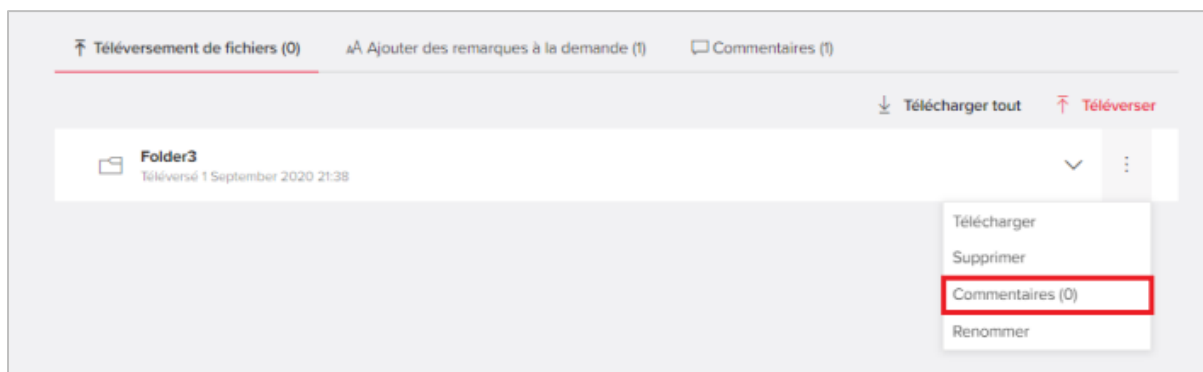 Téléversement de fichiers (0) Ajouter des remarques à la demande (1) Commentaires (1)
Télécharger tout Téléverser
Folder3
Téléversé 1 September 2020 21:38
Télécharger
Supprimer
Commentaires (0)
Renommer